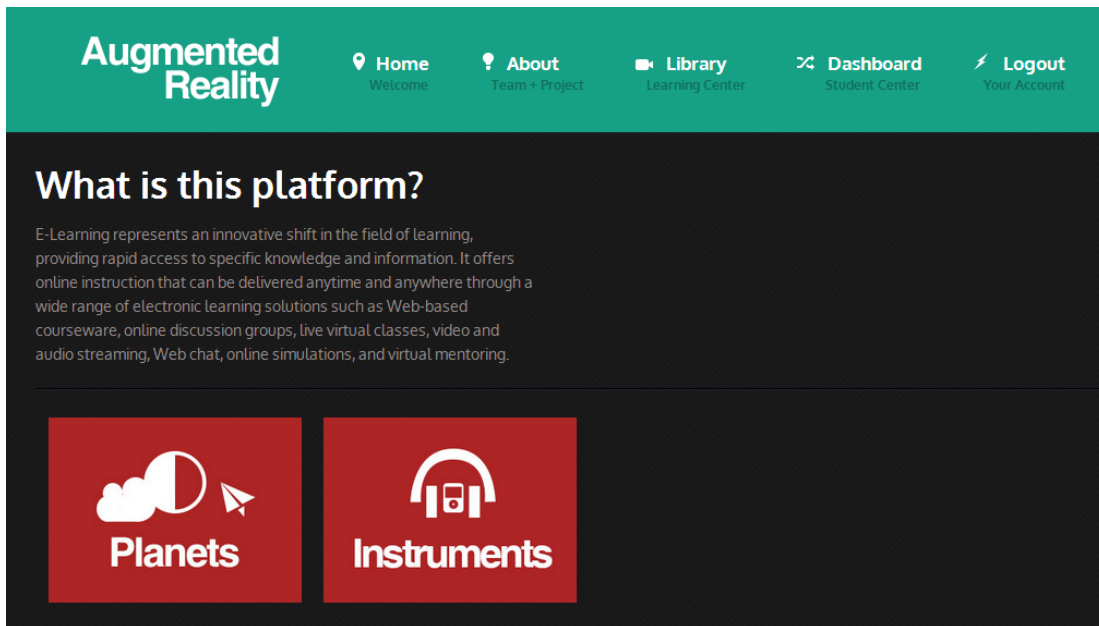 Augmented
Reality
Home
Welcome
About
Team + Project
Library
Learning Center
Dashboard
Student Center
Logout
Your Account
What is this platform?
E-Learning represents an innovative shift in the field of learning,
providing rapid access to specific knowledge and information. It offers
online instruction that can be delivered anytime and anywhere through a
wide range of electronic learning solutions such as Web-based
courseware, online discussion groups, live virtual classes, video and
audio streaming, Web chat, online simulations, and virtual mentoring.
Planets
Instruments